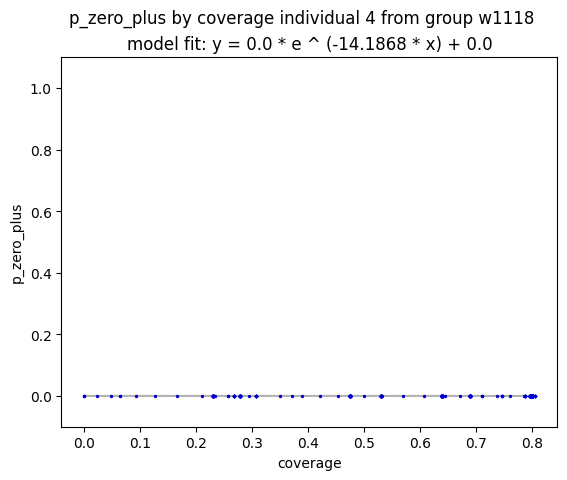 p_zero_plus by coverage individual 4 from group w1118
model fit: y = 0.0 * e ^ (-14.1868 * x) + 0.0
1.0
0.8
0.6
0.4
0.2
0.0
p_zero_plus
0.0 0.1 0.2 0.3 0.4 0.5 0.6 0.7 0.8
coverage